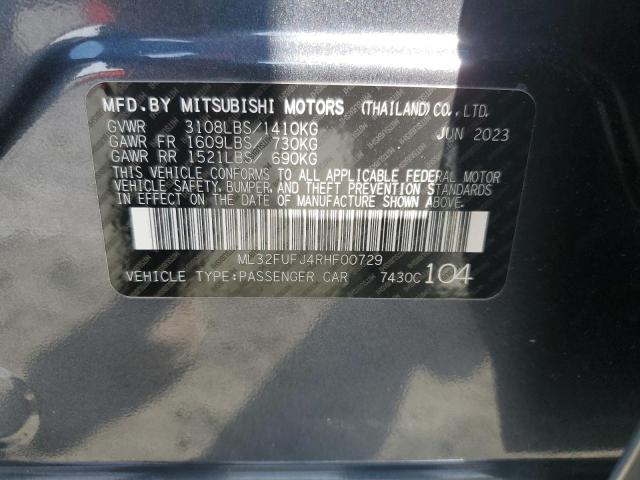 MFD.BY MITSUBISHI MOTORS (THAILAND) CO.,LTD.
GVWR 3108LBS/1410KG JUN 2023
GAWR FR 1609LBS/ 730KG
GAWR RR 1521LBS/ 690KG
THIS VEHICLE CONFORMS TO ALL APPLICABLE FEDERAL MOTOR
VEHICLE SAFETY, BUMPER, AND THEFT PREVENTION STANDARDS
IN EFFECT ON THE DATE OF MANUFACTURE SHOWN ABOVE.
ML32FUFJ4RHF00729
VEHICLE TYPE:PASSENGER CAR 7430C 104